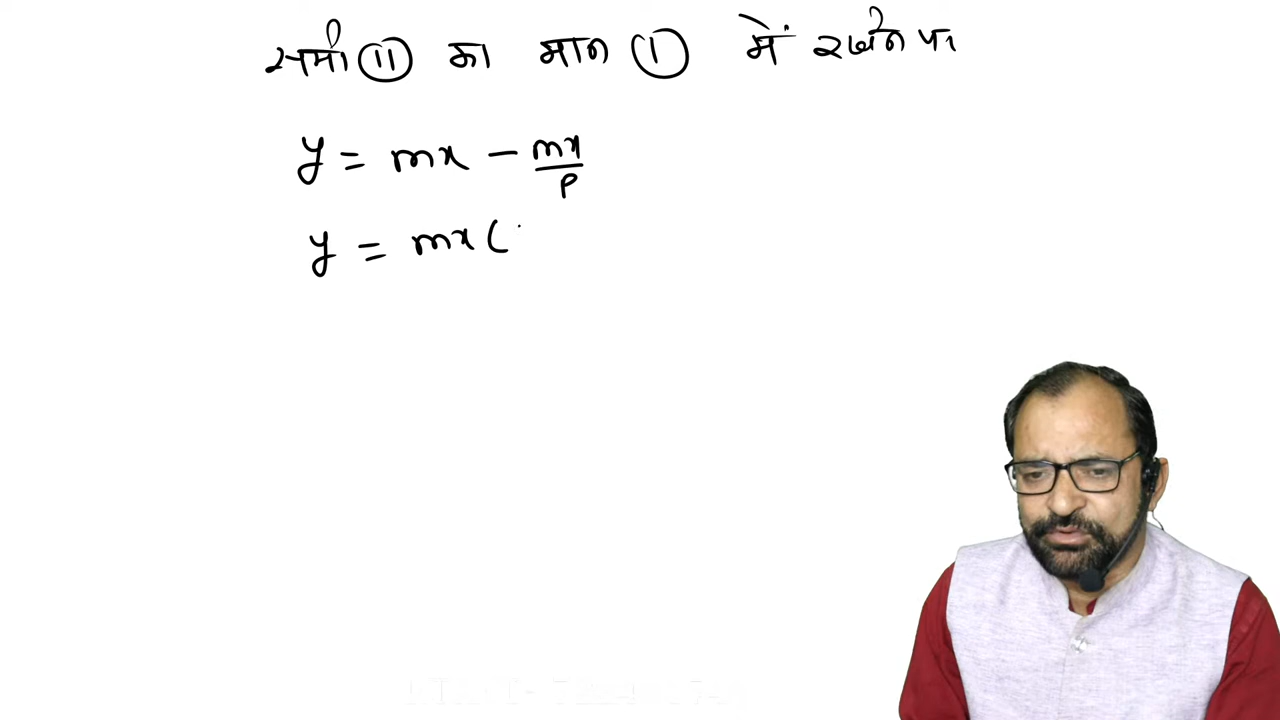 समी (II) का मान (I) में रखने पर
y = mx - mx/p
y = mx (